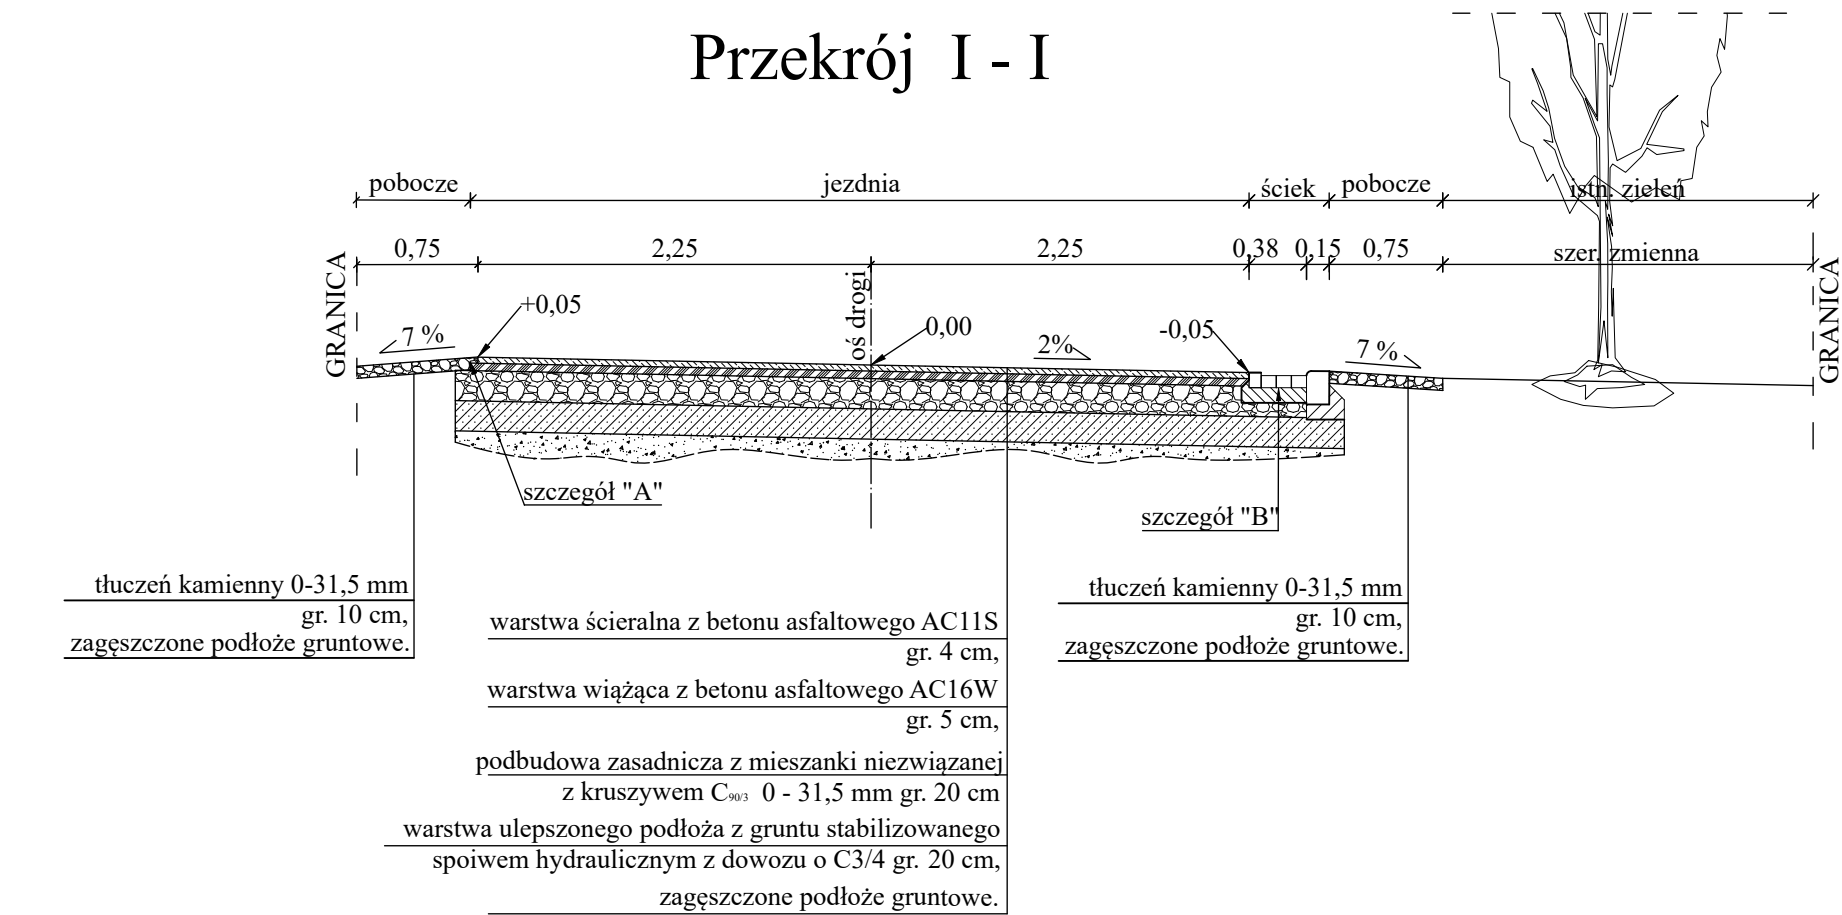 Przekrój I - I
pobocze
jezdnia
ściek
pobocze
istn. zieleń
0,75
2,25
2,25
0,38
0,15
0,75
szer. zmienna
GRANICA
oś drogi
GRANICA
+0,05
0,00
-0,05
7 %
2%
7 %
szczegół "A"
szczegół "B"
tłuczeń kamienny 0-31,5 mm
gr. 10 cm,
zagęszczone podłoże gruntowe.
warstwa ścieralna z betonu asfaltowego AC11S
gr. 4 cm,
warstwa wiążąca z betonu asfaltowego AC16W
gr. 5 cm,
podbudowa zasadnicza z mieszanki niezwiązanej
z kruszywem C90/3 0 - 31,5 mm gr. 20 cm
warstwa ulepszonego podłoża z gruntu stabilizowanego
spoiwem hydraulicznym z dowozu o C3/4 gr. 20 cm,
zagęszczone podłoże gruntowe.
tłuczeń kamienny 0-31,5 mm
gr. 10 cm,
zagęszczone podłoże gruntowe.